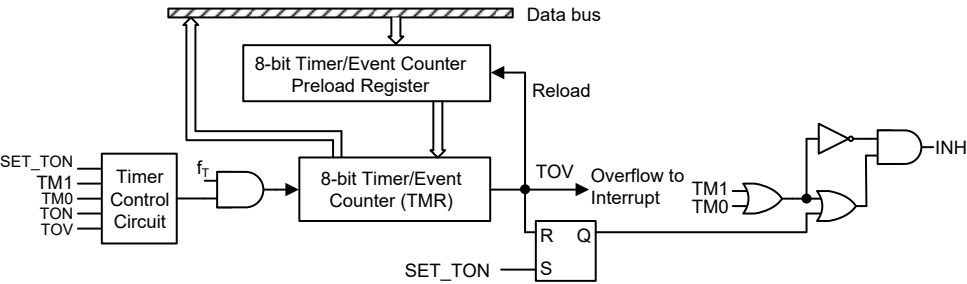 Data bus
8-bit Timer/Event Counter
Preload Register
Reload
SET_TON
TM1
TM0
TON
TOV
Timer
Control
Circuit
fT
8-bit Timer/Event
Counter (TMR)
TOV
Overflow to
Interrupt
TM1
TM0
INH
R
Q
S
SET_TON